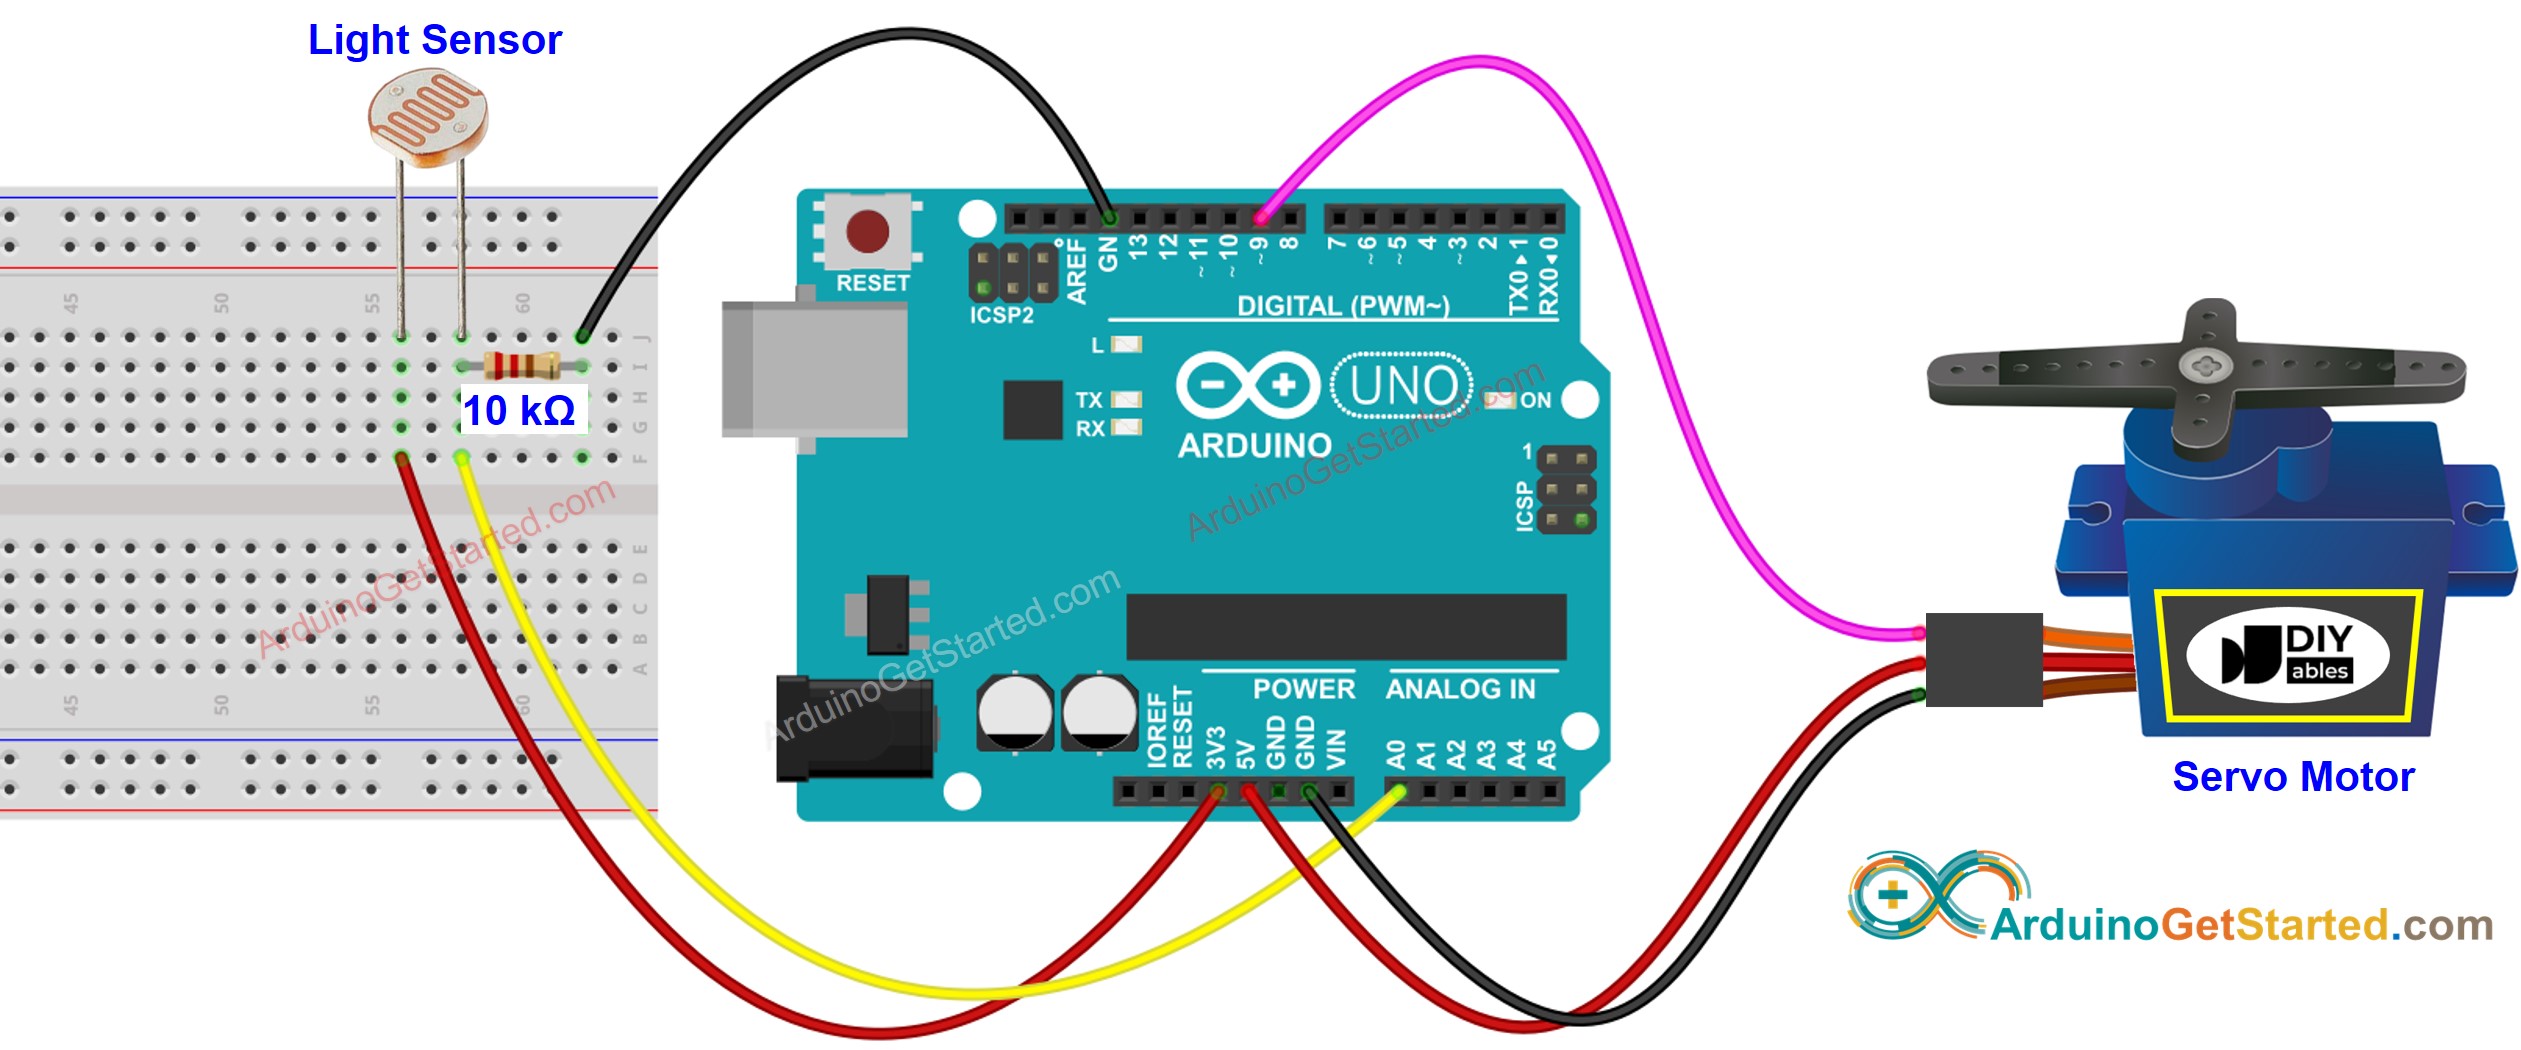 Light Sensor
45
50
55
60
J
I
H
G
F
10 kΩ
E
D
C
B
A
45
50
55
60
ArduinoGetStarted.com
RESET
ICSP2
AREF
GN
13
12
~11
~10
~9
8
7
~6
~5
4
~3
2
TX0▶1
RX0◀0
DIGITAL (PWM~)
L
TX
RX
UNO
ON
ARDUINO
ArduinoGetStarted.com
1
ICSP
ArduinoGetStarted.com
POWER
ANALOG IN
IOREF
RESET
3V3
5V
GND
GND
VIN
A0
A1
A2
A3
A4
A5
DIY
ables
Servo Motor
ArduinoGetStarted.com